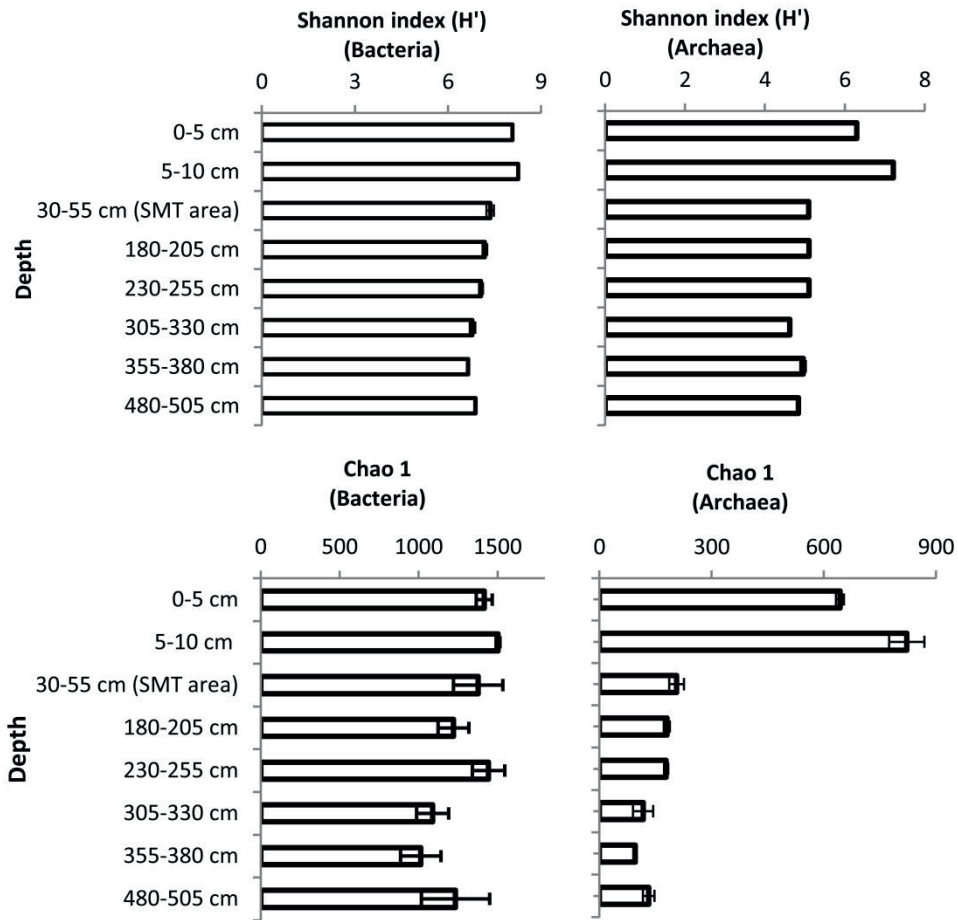 Shannon index (H')
(Bacteria)
0 3 6 9
Shannon index (H')
(Archaea)
0 2 4 6 8
Depth
0-5 cm
5-10 cm
30-55 cm (SMT area)
180-205 cm
230-255 cm
305-330 cm
355-380 cm
480-505 cm
Chao 1
(Bacteria)
0 500 1000 1500
Chao 1
(Archaea)
0 300 600 900
Depth
0-5 cm
5-10 cm
30-55 cm (SMT area)
180-205 cm
230-255 cm
305-330 cm
355-380 cm
480-505 cm